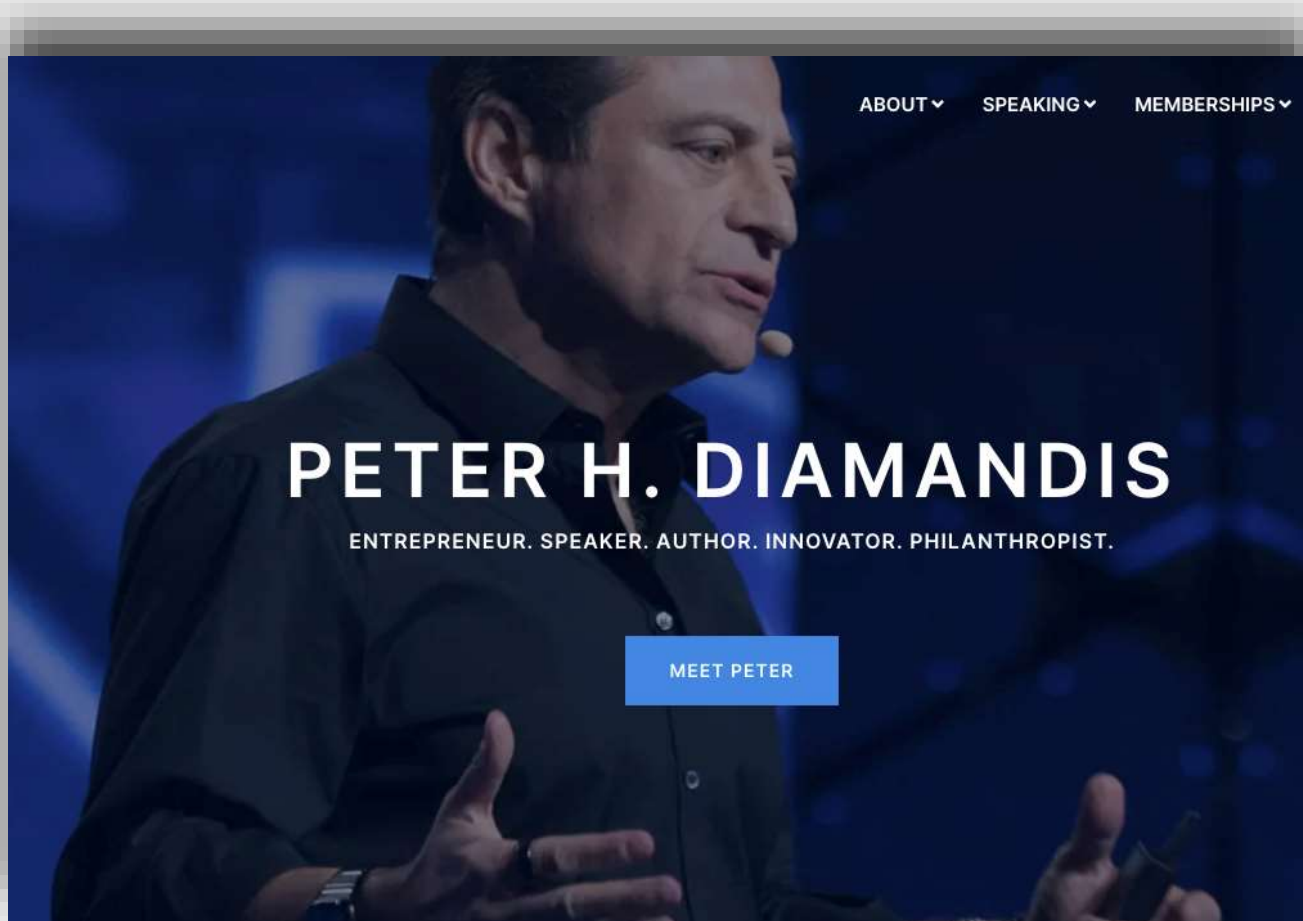 ABOUT SPEAKING MEMBERSHIPS
PETER H. DIAMANDIS
ENTREPRENEUR. SPEAKER. AUTHOR. INNOVATOR. PHILANTHROPIST.
MEET PETER